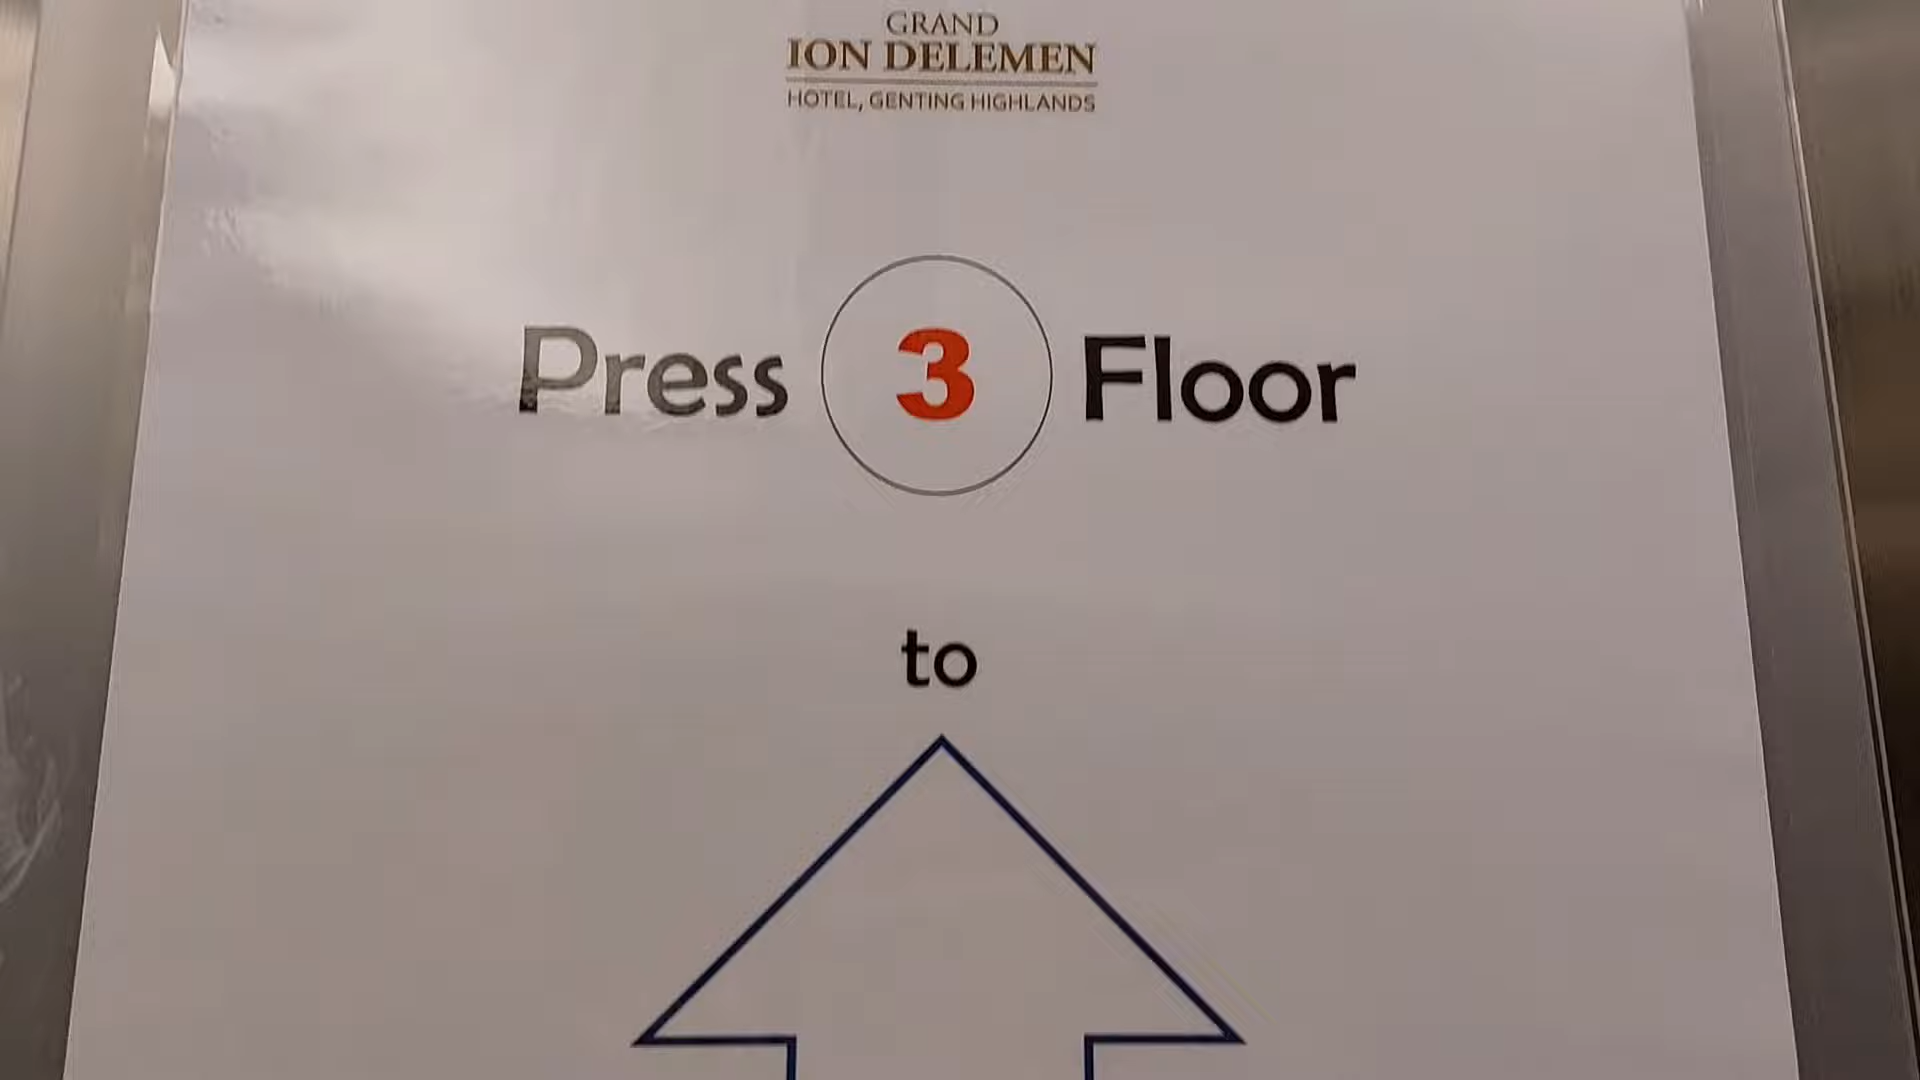 GRAND
ION DELEMEN
HOTEL, GENTING HIGHLANDS
Press 3 Floor
to